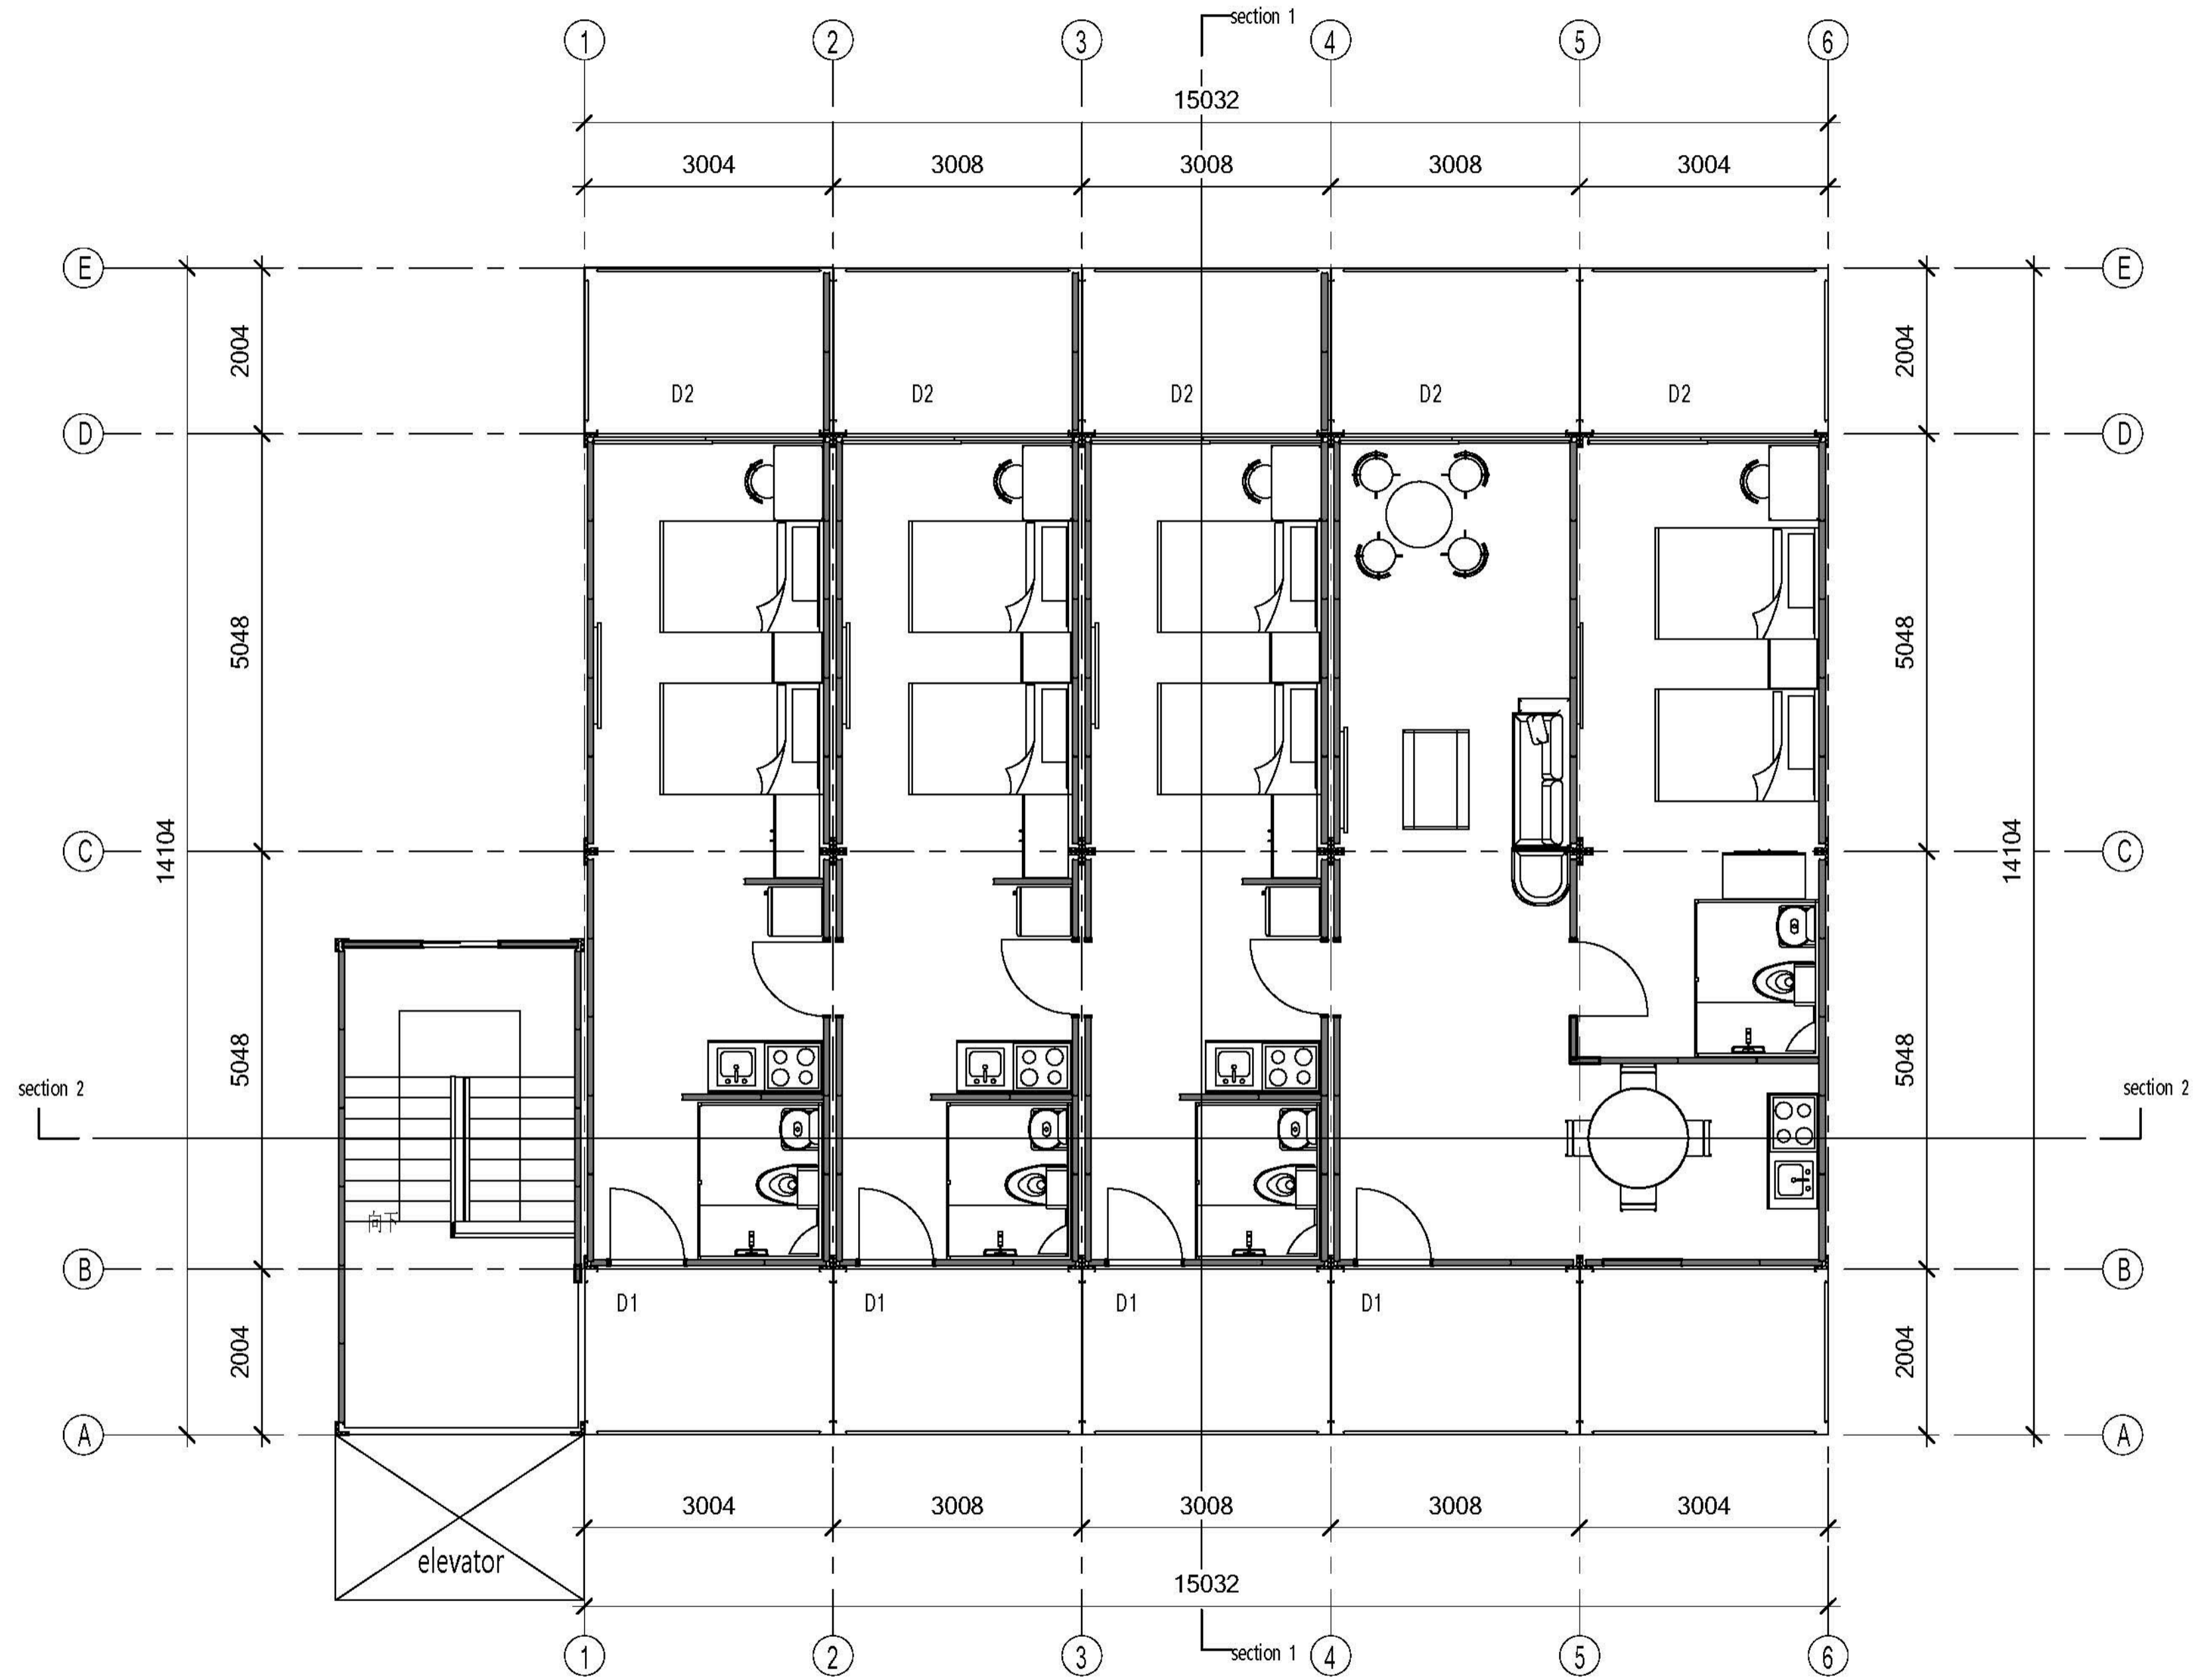 section 1
1 2 3 4 5 6
15032
3004 3008 3008 3008 3004
E E
2004 2004
D2 D2 D2 D2 D2
D D
5048 5048
C C
14104 14104
5048 5048
section 2 section 2
向下
B B
D1 D1 D1 D1
2004 2004
A A
3004 3008 3008 3008 3004
elevator
15032
section 1
1 2 3 4 5 6